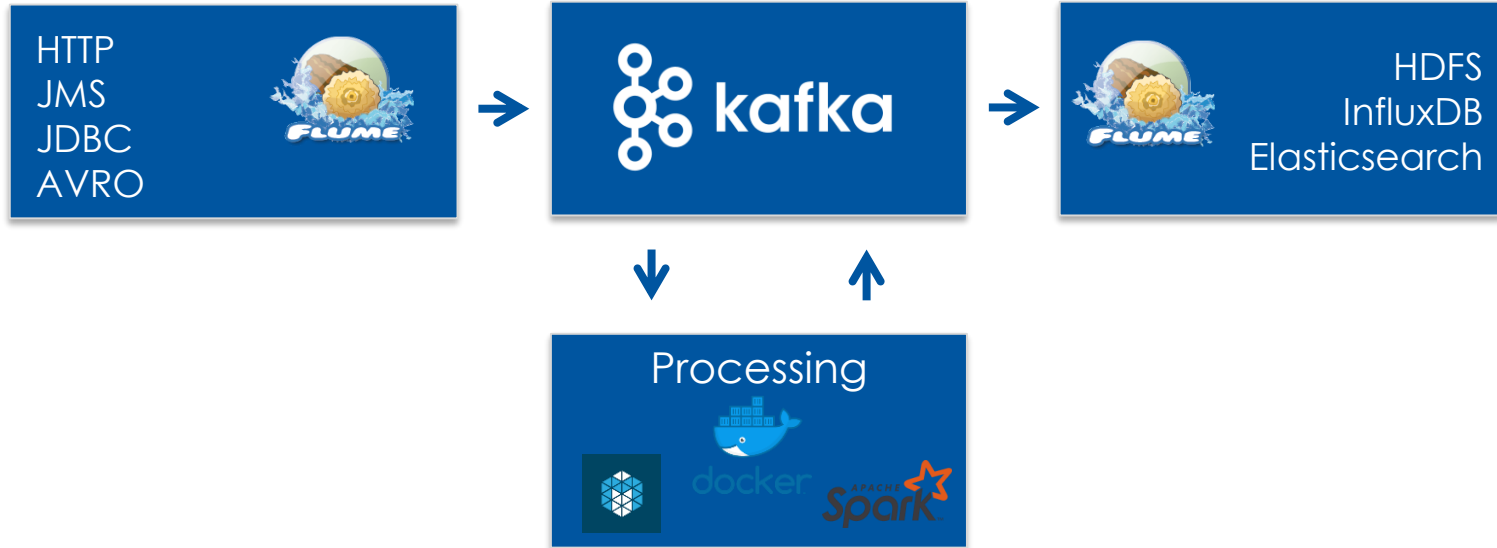 HTTP
JMS
JDBC
AVRO
FLUME
kafka
FLUME
HDFS
InfluxDB
Elasticsearch
Processing
docker
APACHE
Spark